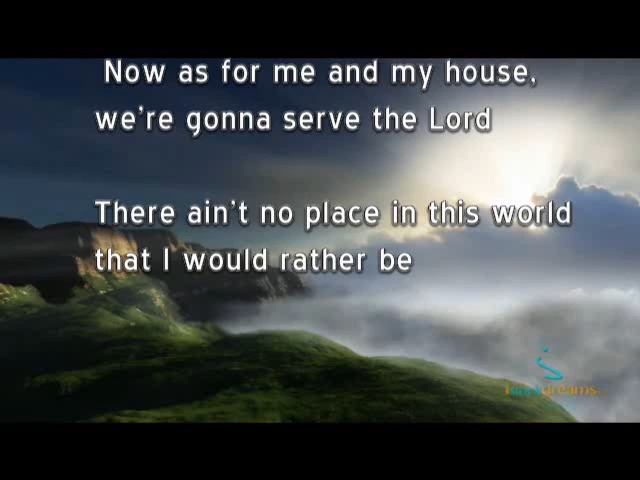 Now as for me and my house,
we're gonna serve the Lord
There ain't no place in this world
that I would rather be